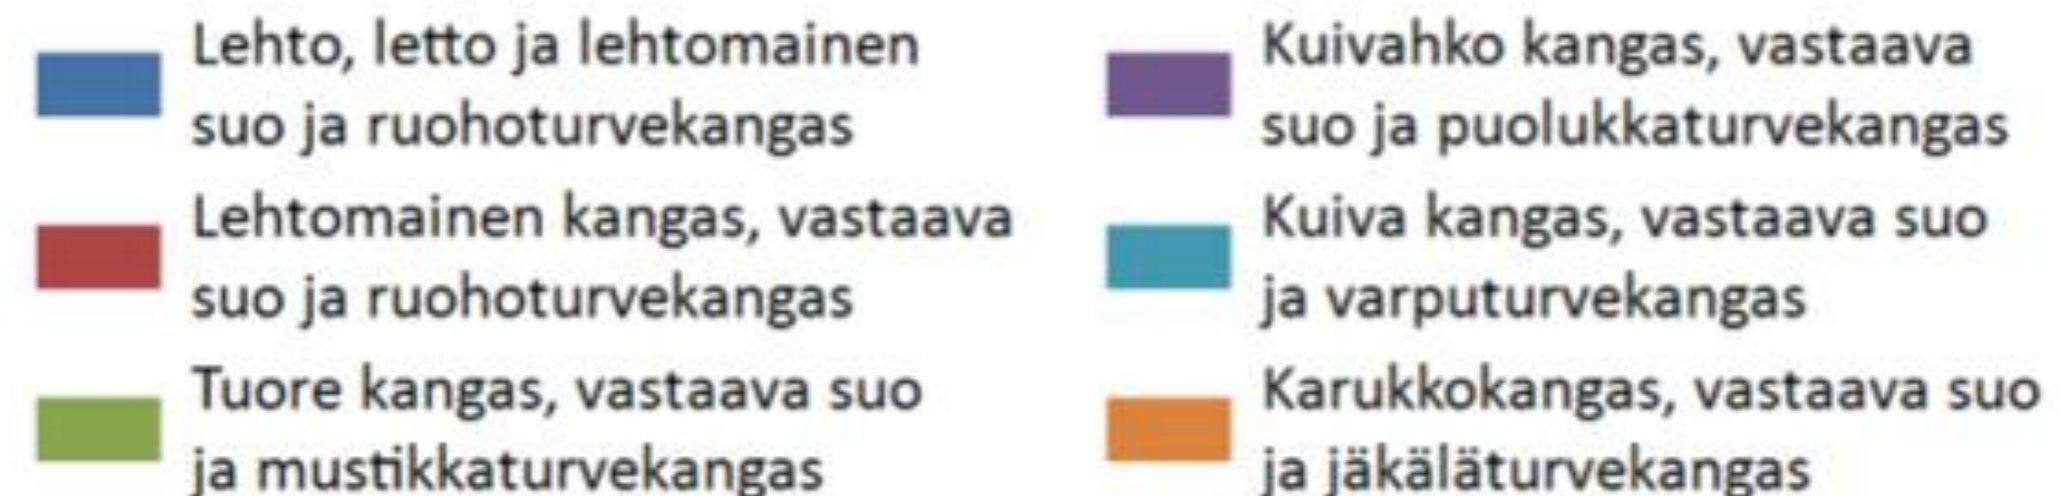 Lehto, letto ja lehtomainen
suo ja ruohoturvekangas
Lehtomainen kangas, vastaava
suo ja ruohoturvekangas
Tuore kangas, vastaava suo
ja mustikkaturvekangas
Kuivahko kangas, vastaava
suo ja puolukkaturvekangas
Kuiva kangas, vastaava suo
ja varputurvekangas
Karukkokangas, vastaava suo
ja jäkäläturvekangas